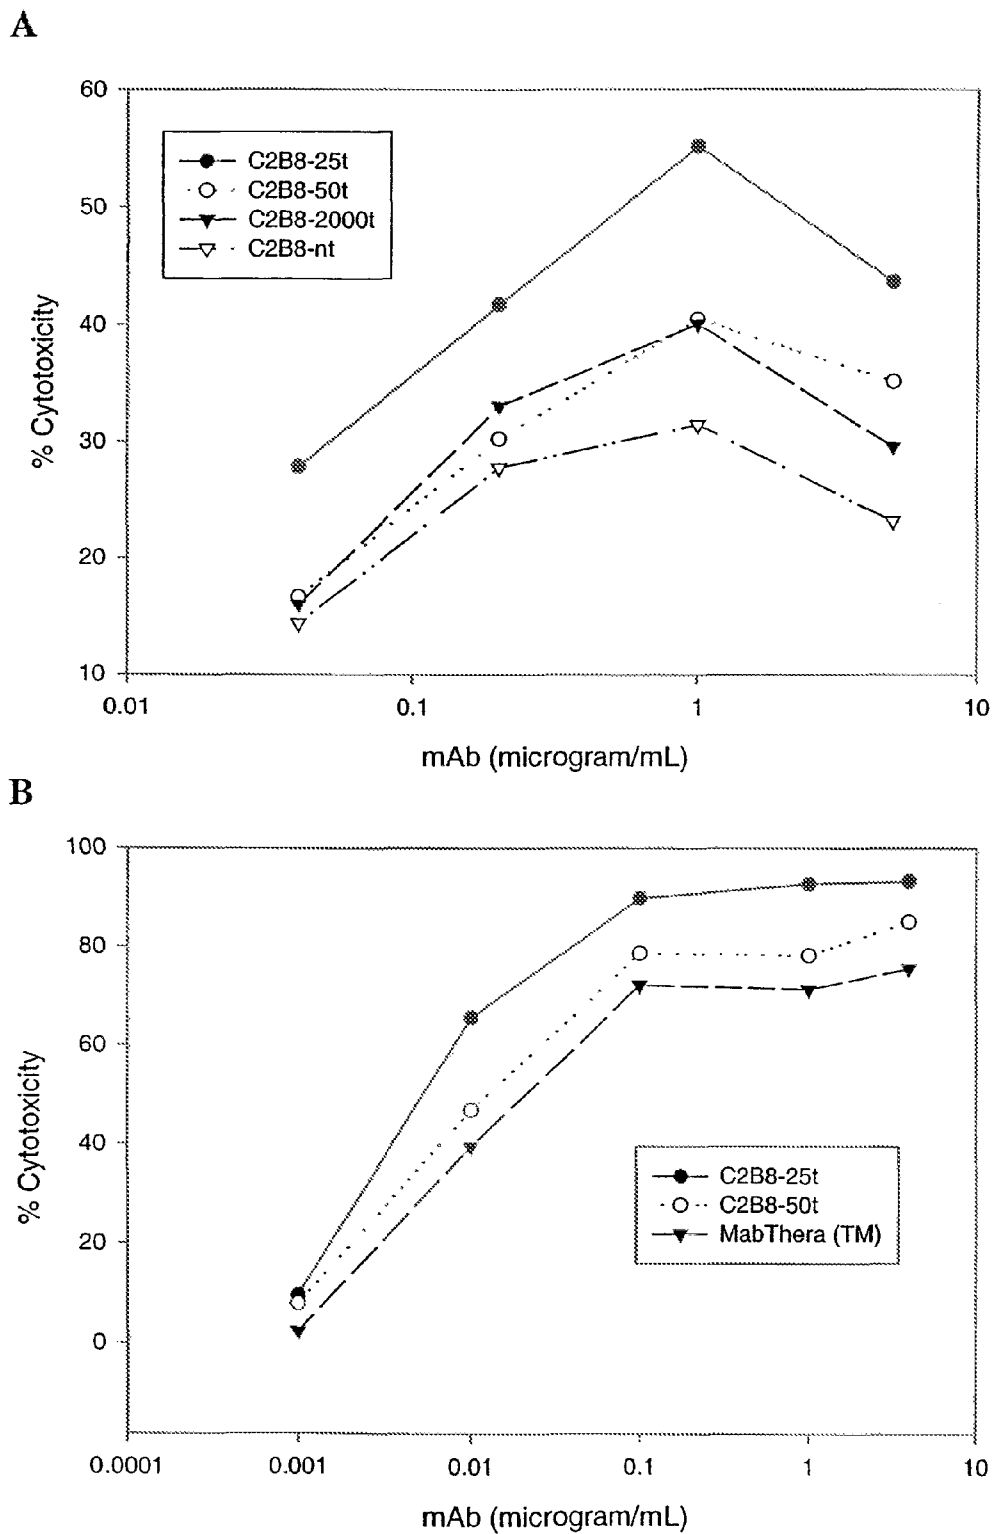 A
60
50
40
30
20
10
% Cytotoxicity
C2B8-25t
C2B8-50t
C2B8-2000t
C2B8-nt
0.01 0.1 1 10
mAb (microgram/mL)
B
100
80
60
40
20
0
% Cytotoxicity
C2B8-25t
C2B8-50t
MabThera (TM)
0.0001 0.001 0.01 0.1 1 10
mAb (microgram/mL)